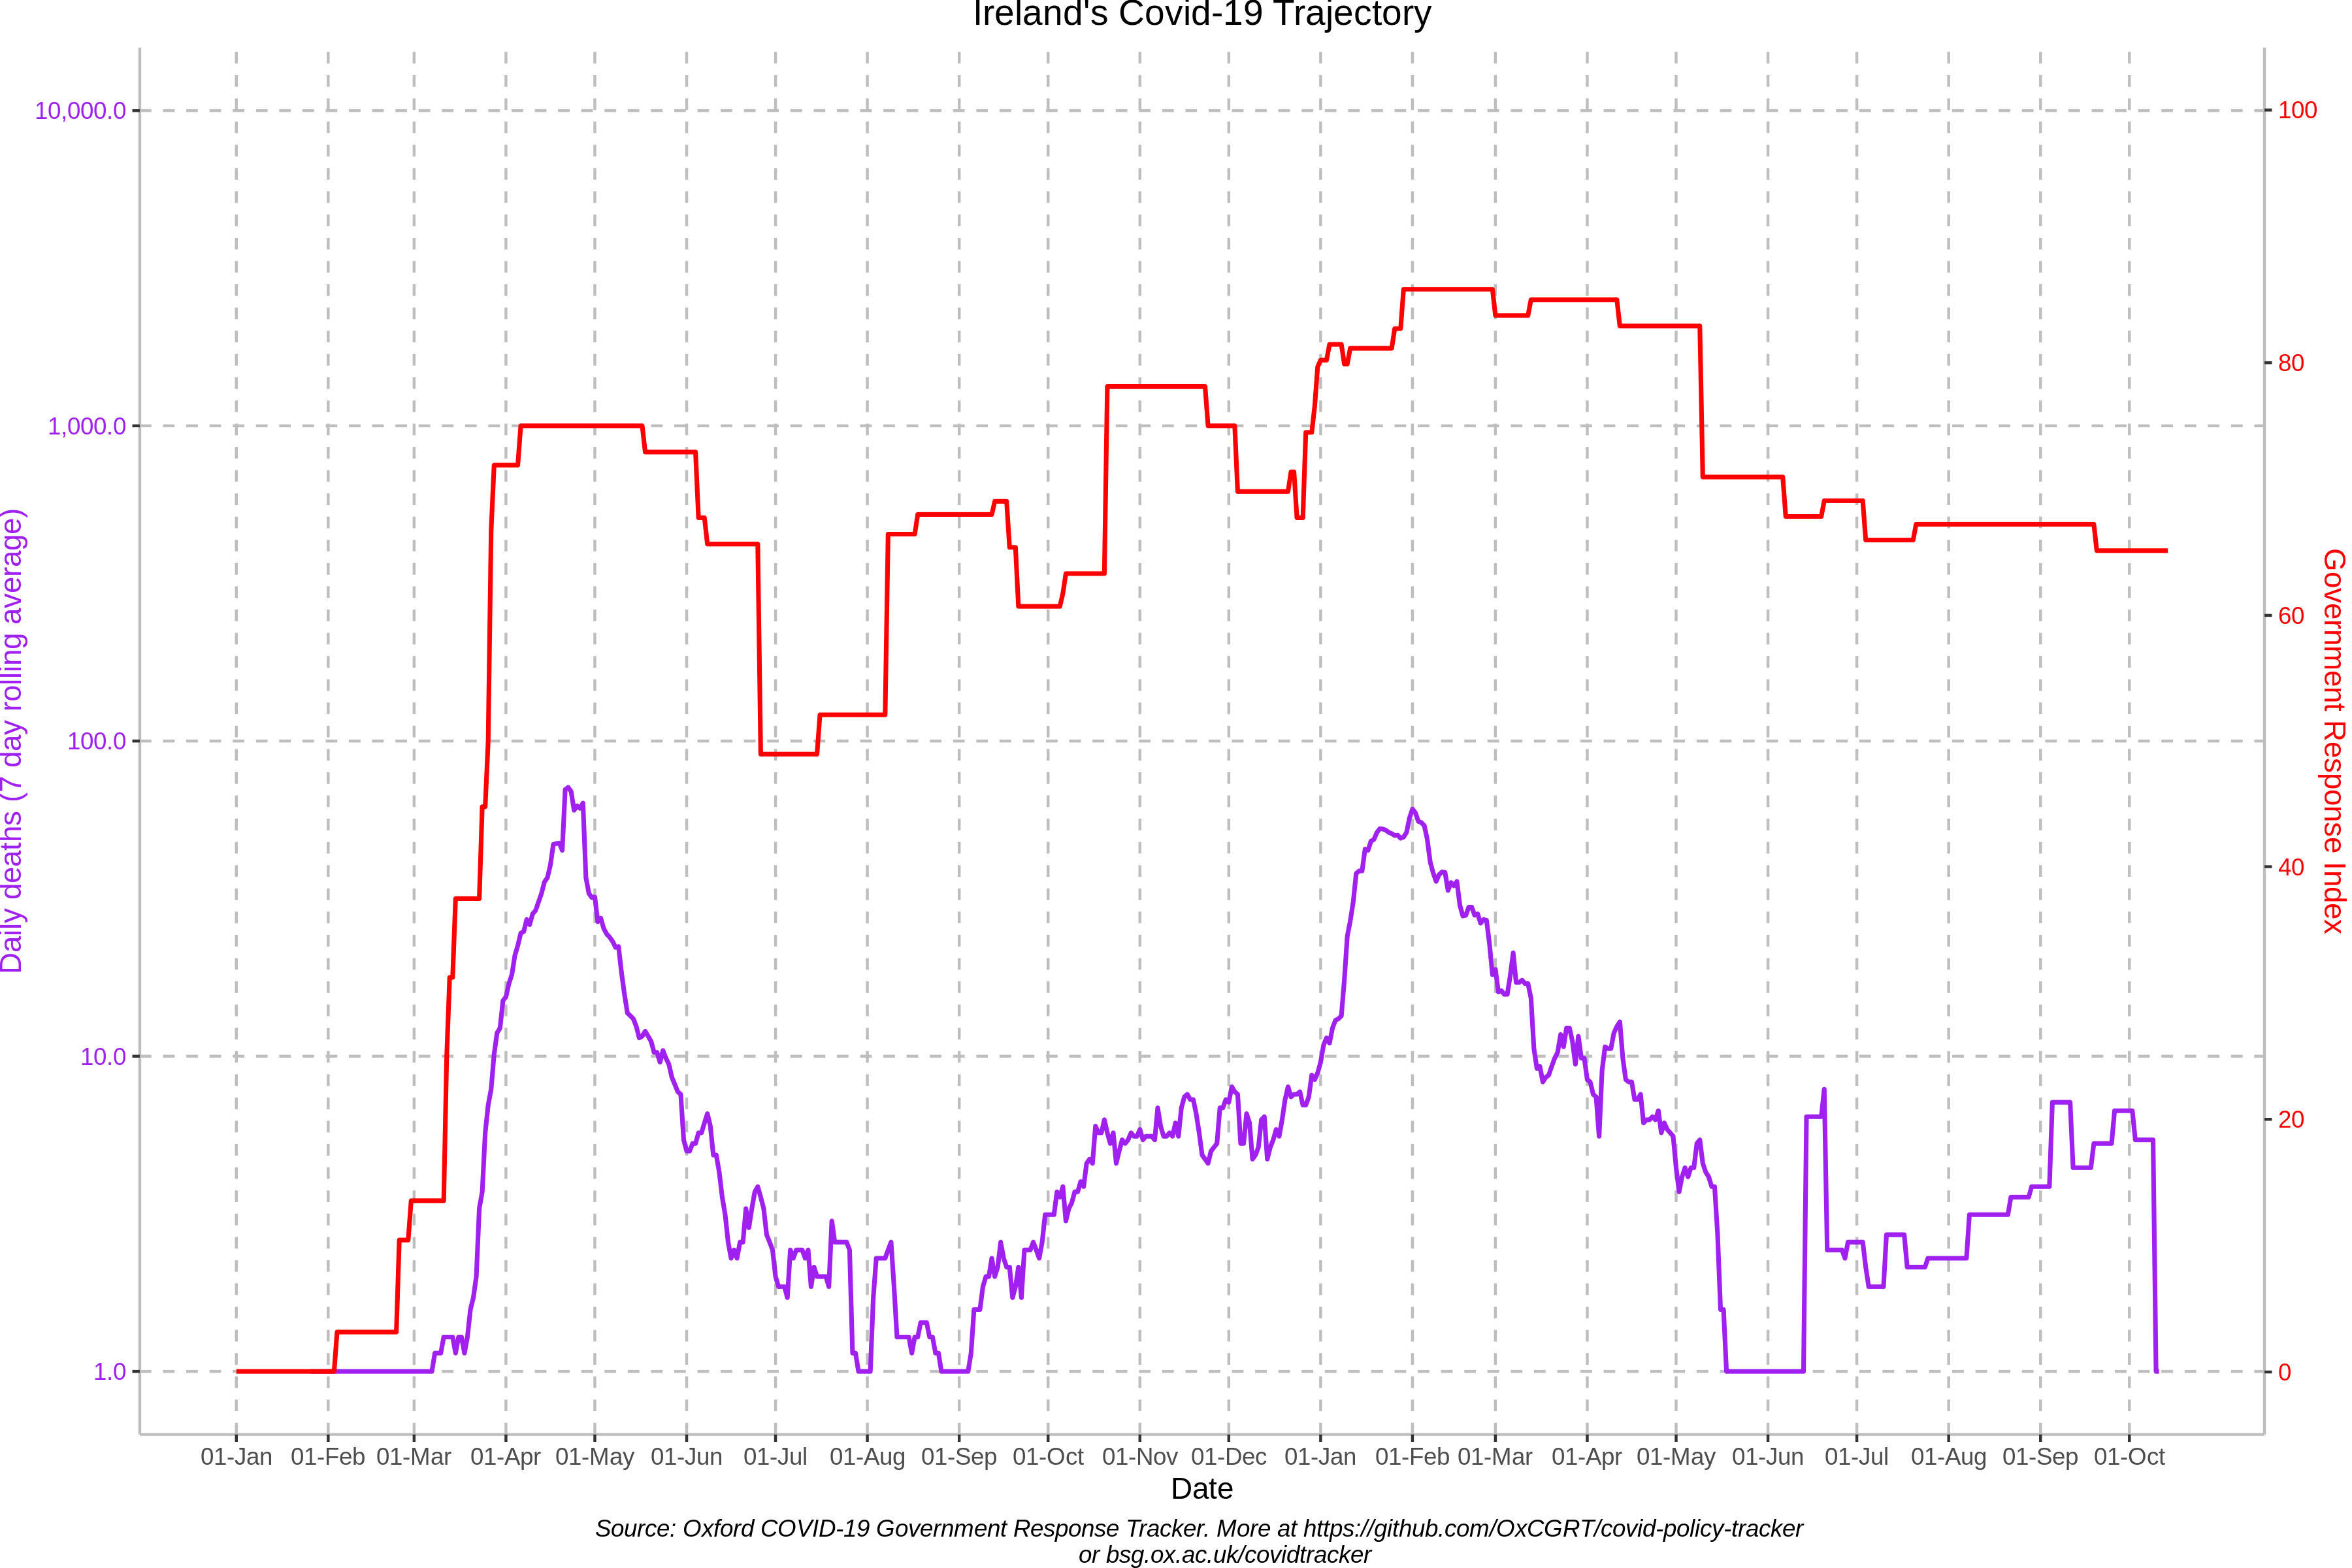 Ireland's Covid-19 Trajectory
10,000.0
1,000.0
100.0
10.0
1.0
Daily deaths (7 day rolling average)
100
80
60
40
20
0
Government Response Index
01-Jan 01-Feb 01-Mar 01-Apr 01-May 01-Jun 01-Jul 01-Aug 01-Sep 01-Oct 01-Nov 01-Dec 01-Jan 01-Feb 01-Mar 01-Apr 01-May 01-Jun 01-Jul 01-Aug 01-Sep 01-Oct
Date
Source: Oxford COVID-19 Government Response Tracker. More at https://github.com/OxCGRT/covid-policy-tracker
or bsg.ox.ac.uk/covidtracker